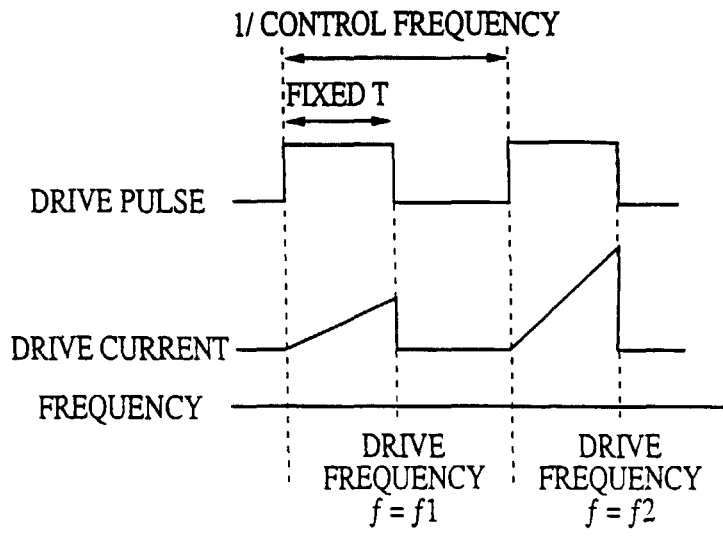 1/ CONTROL FREQUENCY
FIXED T
DRIVE PULSE
DRIVE CURRENT
FREQUENCY
DRIVE
FREQUENCY
f = f1
DRIVE
FREQUENCY
f = f2